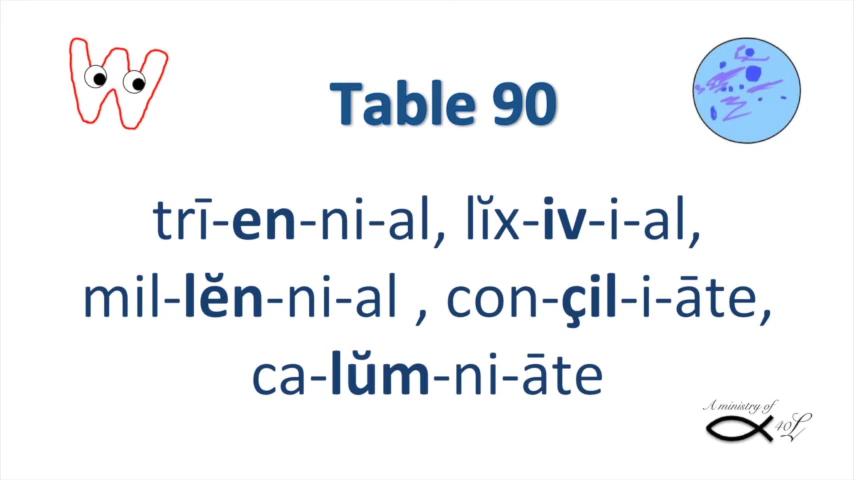 W
Table 90
trī-en-ni-al, lĭx-iv-i-al,
mil-lĕn-ni-al , con-çil-i-āte,
ca-lŭm-ni-āte
A ministry of
40L